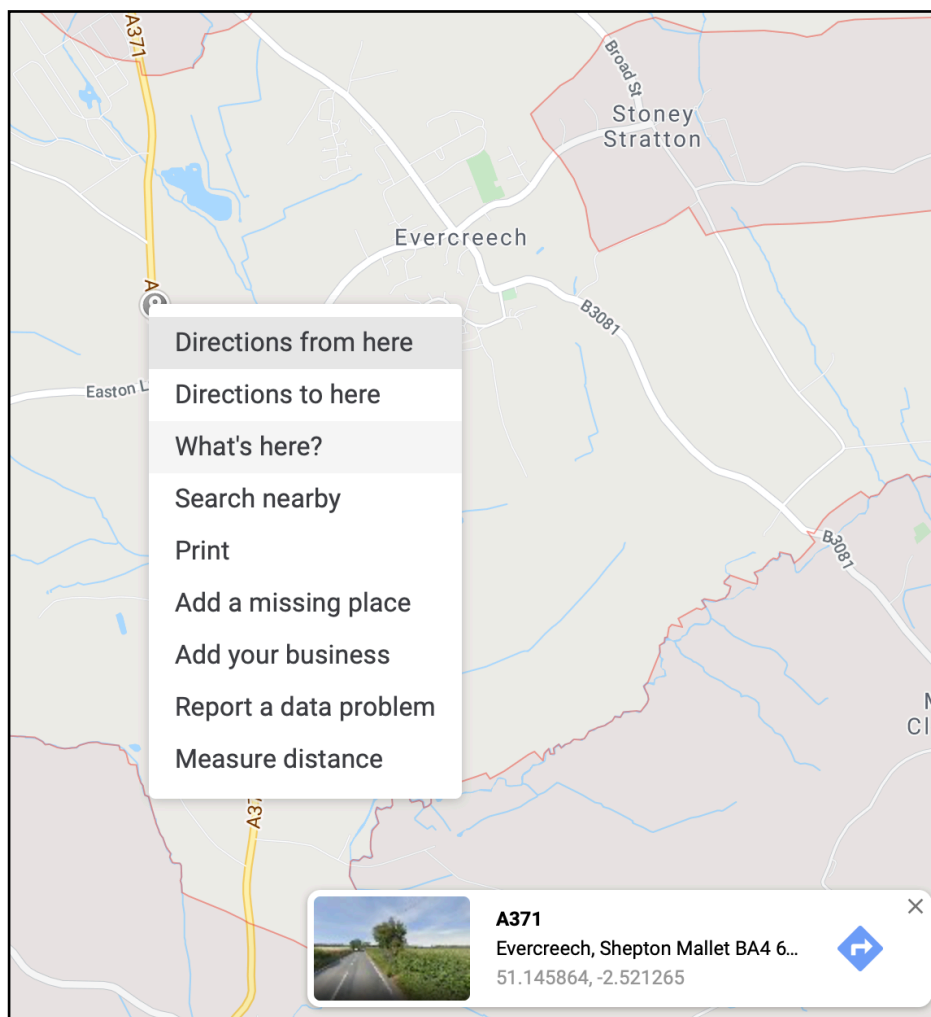 A371
Broad St
Stoney
Stratton
Evercreech
A
B3081
Easton L
Directions from here
Directions to here
What's here?
Search nearby
Print
Add a missing place
Add your business
Report a data problem
Measure distance
B3081
Cl
A37
A371
Evercreech, Shepton Mallet BA4 6...
51.145864, -2.521265